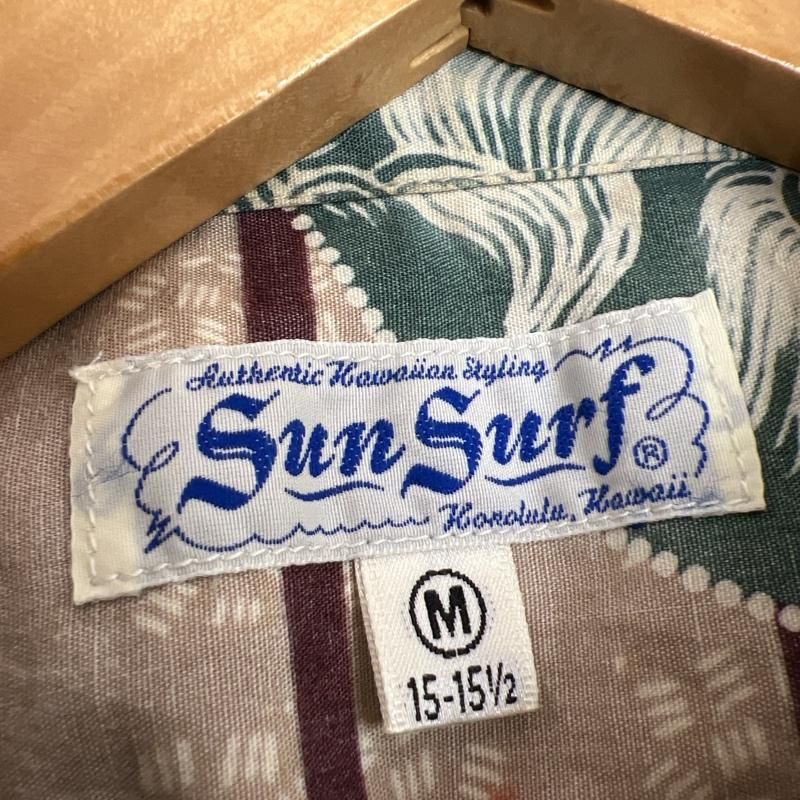 Authentic Hawaiian Styling
Sun Surf ®
Honolulu, Hawaii
M
15-15½